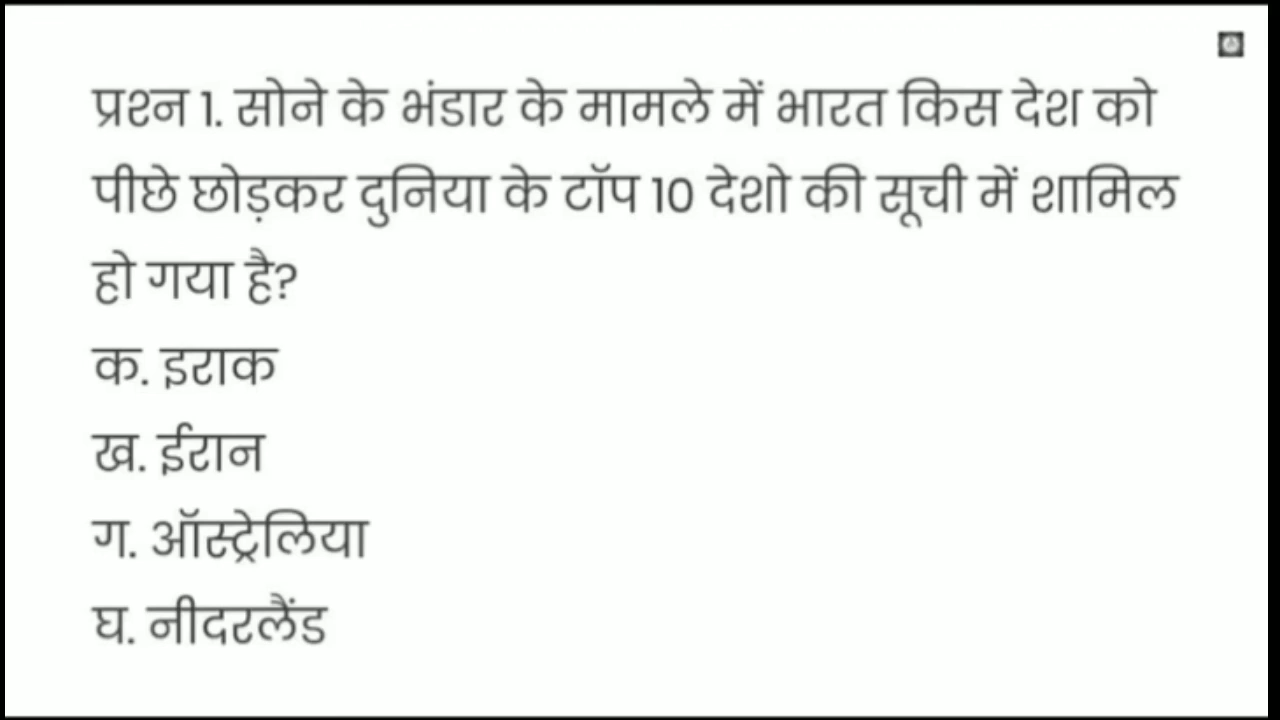 प्रश्न 1. सोने के भंडार के मामले में भारत किस देश को
पीछे छोड़कर दुनिया के टॉप 10 देशो की सूची में शामिल
हो गया है?
क. इराक
ख. ईरान
ग. ऑस्ट्रेलिया
घ. नीदरलैंड